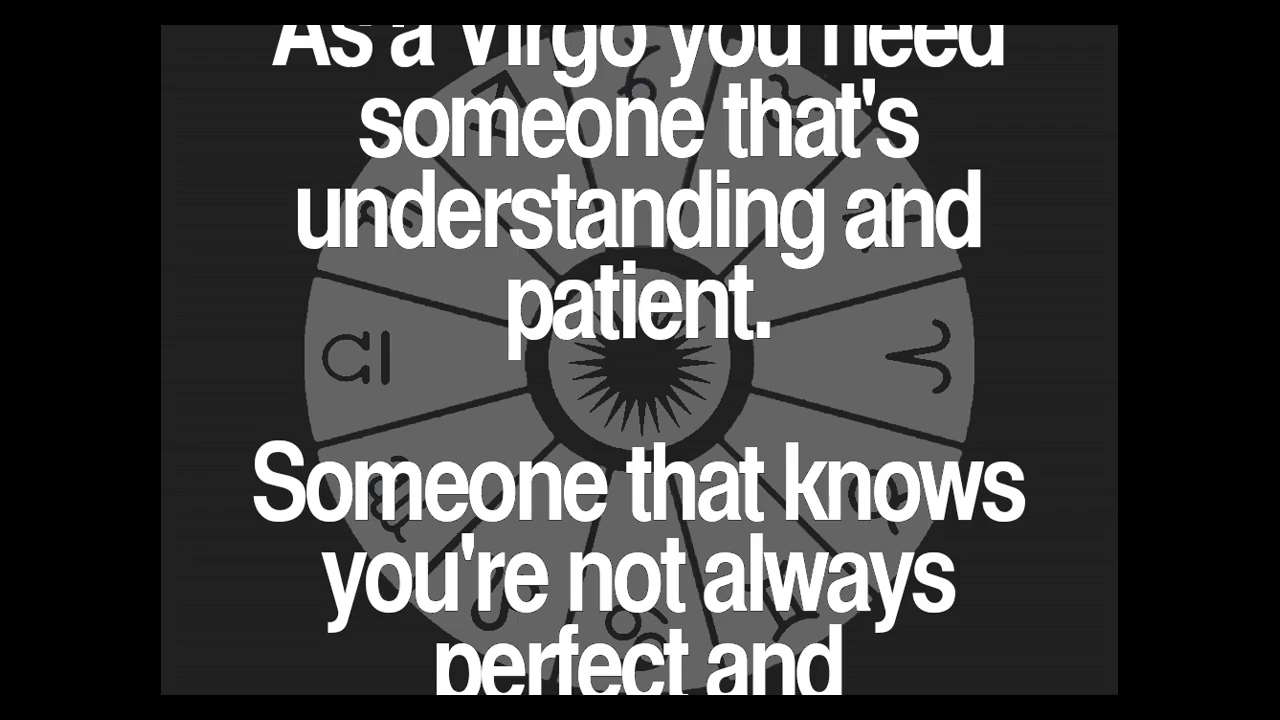 As a Virgo you need
someone that's
understanding and
patient.
Someone that knows
you're not always
perfect and